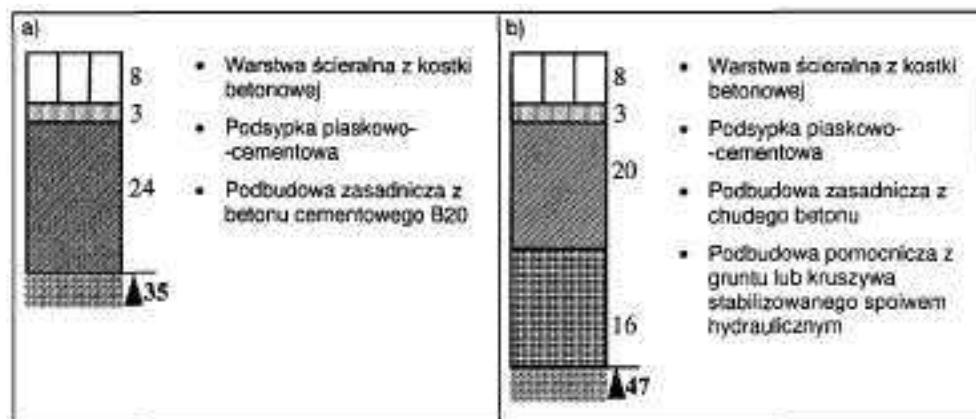 a)
8
3
24
35
• Warstwa ścieralna z kostki
betonowej
• Podsypka piaskowo-
-cementowa
• Podbudowa zasadnicza z
betonu cementowego B20
b)
8
3
20
16
47
• Warstwa ścieralna z kostki
betonowej
• Podsypka piaskowo-
-cementowa
• Podbudowa zasadnicza z
chudego betonu
• Podbudowa pomocnicza z
gruntu lub kruszywa
stabilizowanego spoiwem
hydraulicznym